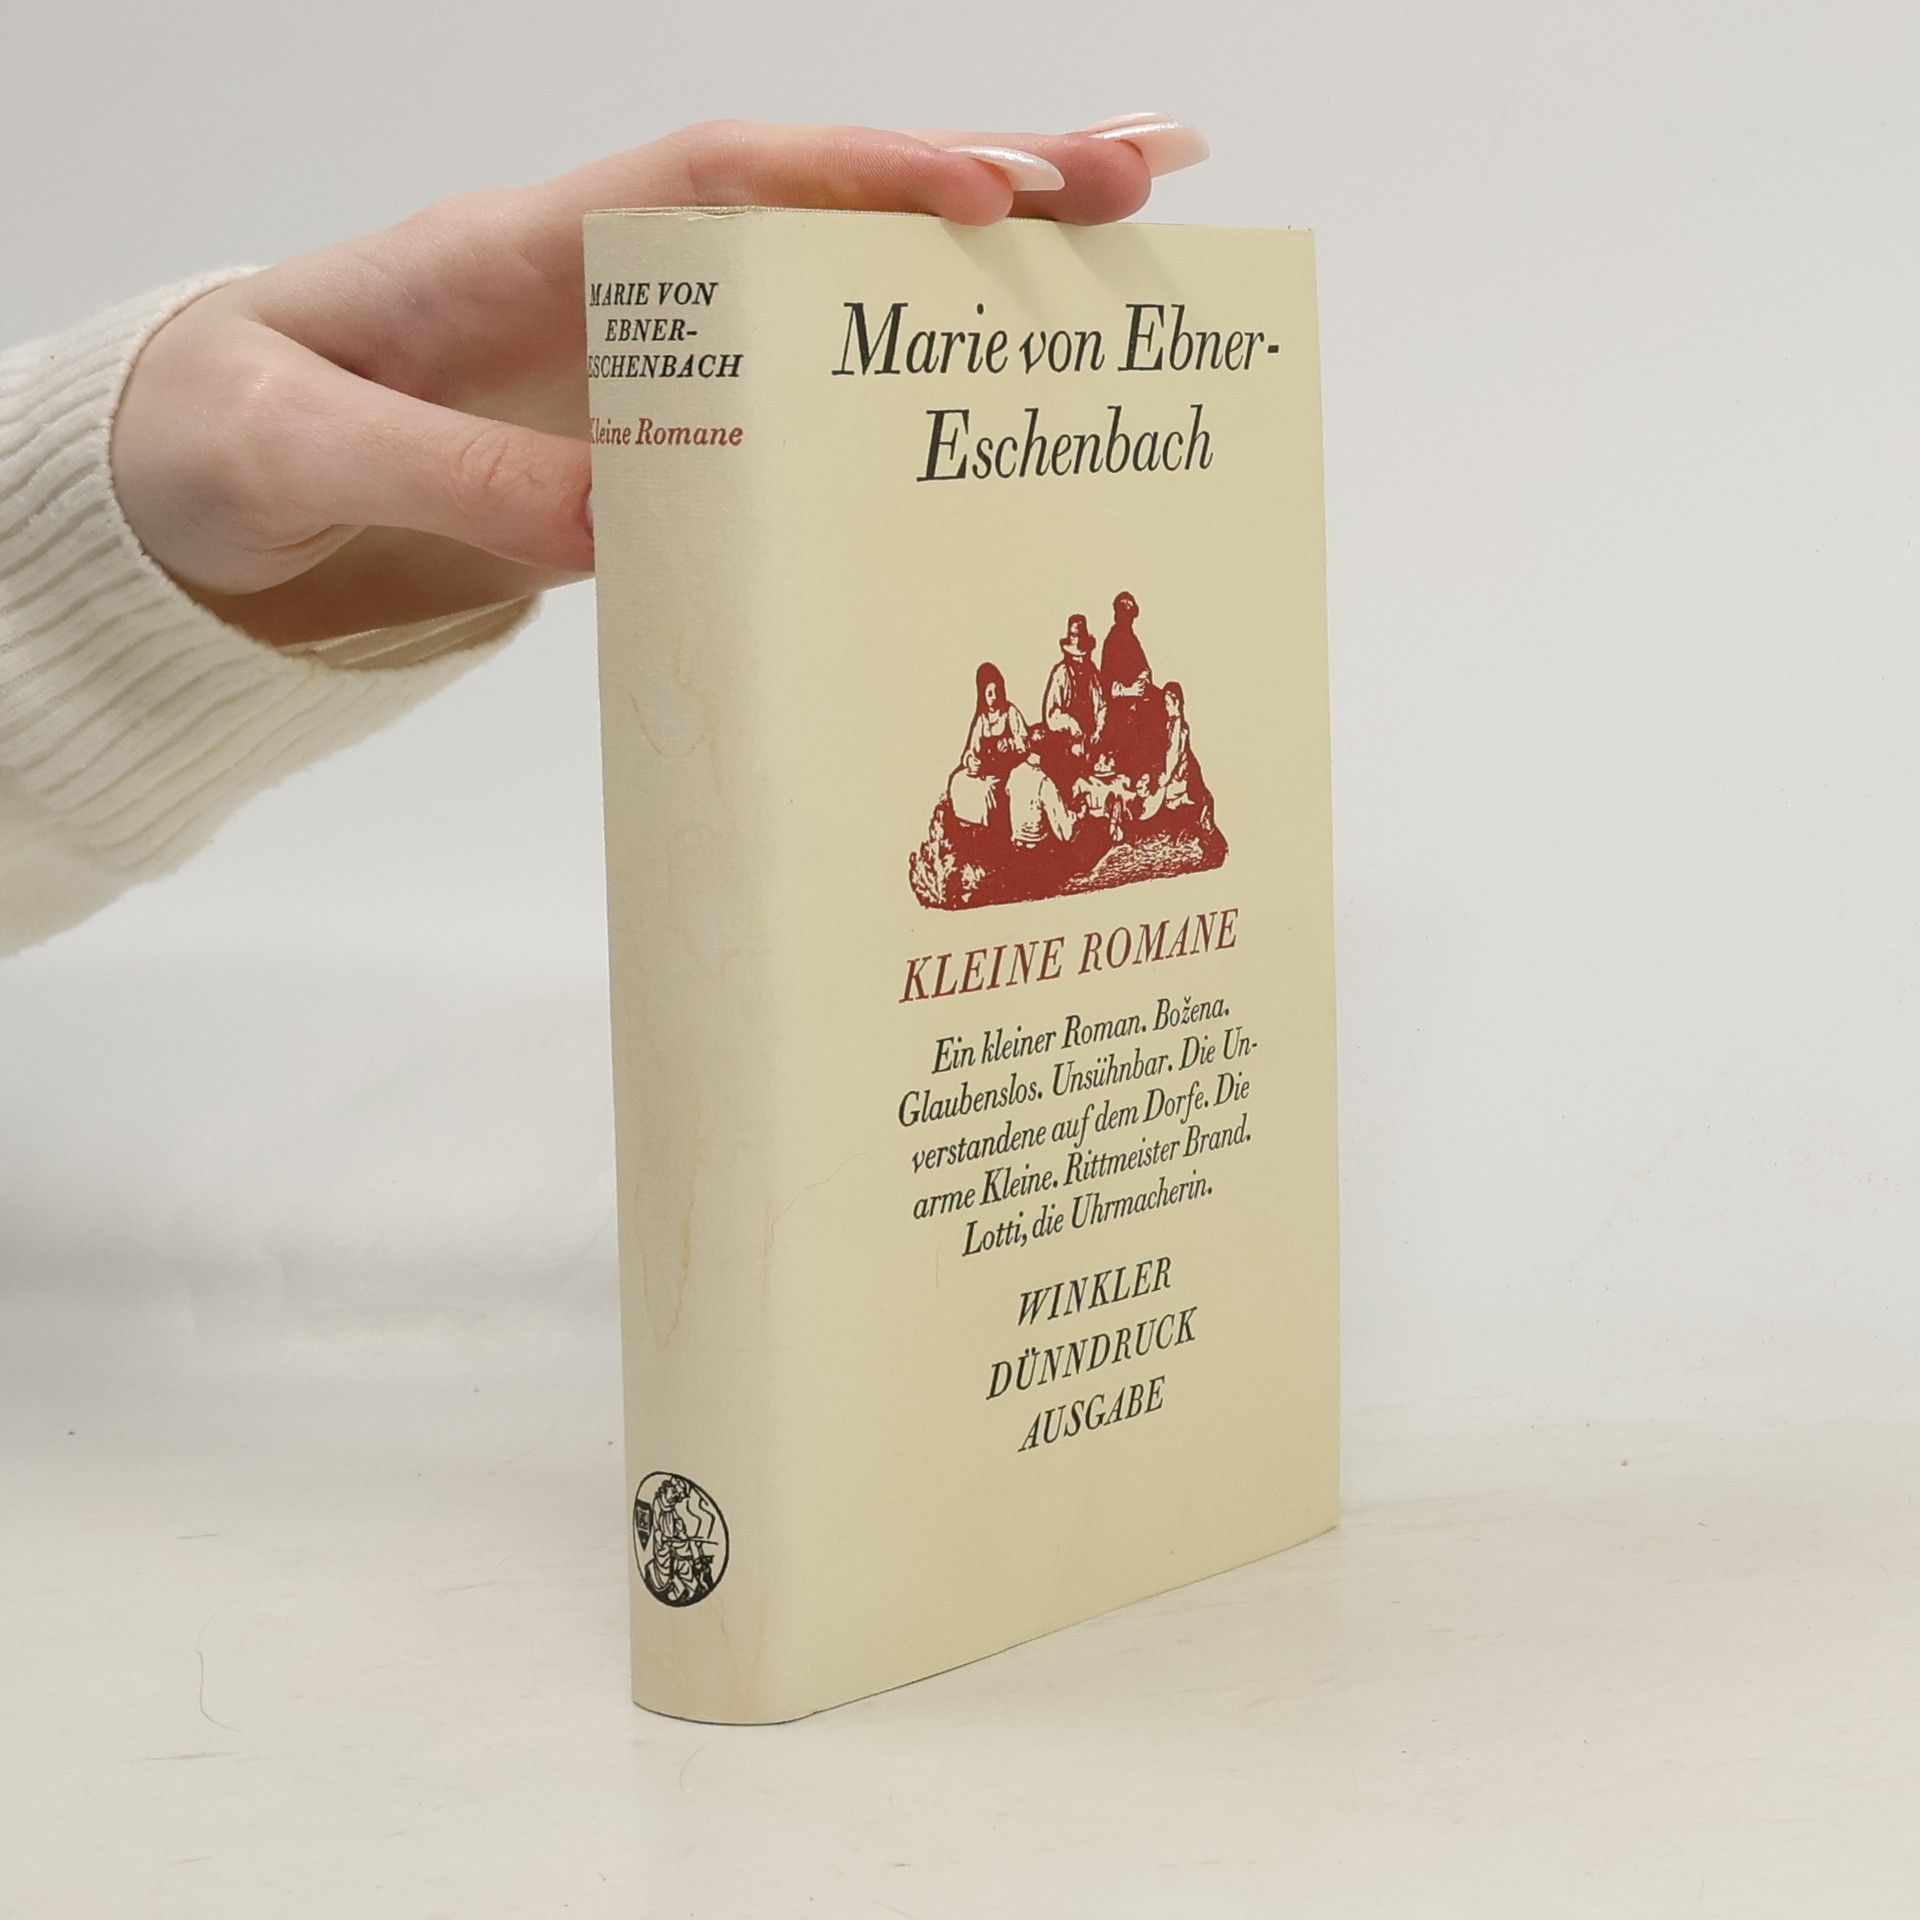 MARIE VON
EBNER-
ESCHENBACH
Kleine Romane
Marie von Ebner-
Eschenbach
KLEINE ROMANE
Ein kleiner Roman. Božena.
Glaubenslos. Unsühnbar. Die Un-
verstandene auf dem Dorfe. Die
arme Kleine. Rittmeister Brand.
Lotti, die Uhrmacherin.
WINKLER
DÜNNDRUCK
AUSGABE